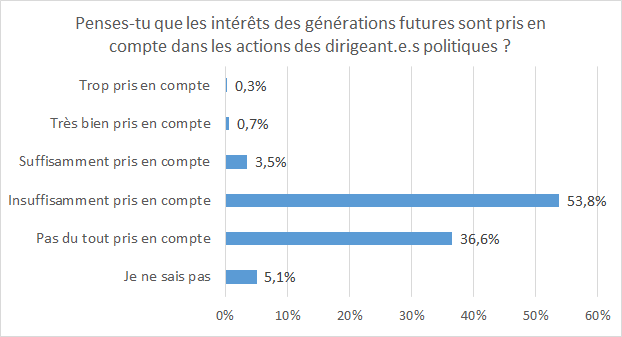 Penses-tu que les intérêts des générations futures sont pris en
compte dans les actions des dirigeant.e.s politiques ?
Trop pris en compte 0,3%
Très bien pris en compte 0,7%
Suffisamment pris en compte 3,5%
Insuffisamment pris en compte 53,8%
Pas du tout pris en compte 36,6%
Je ne sais pas 5,1%
0% 10% 20% 30% 40% 50% 60%